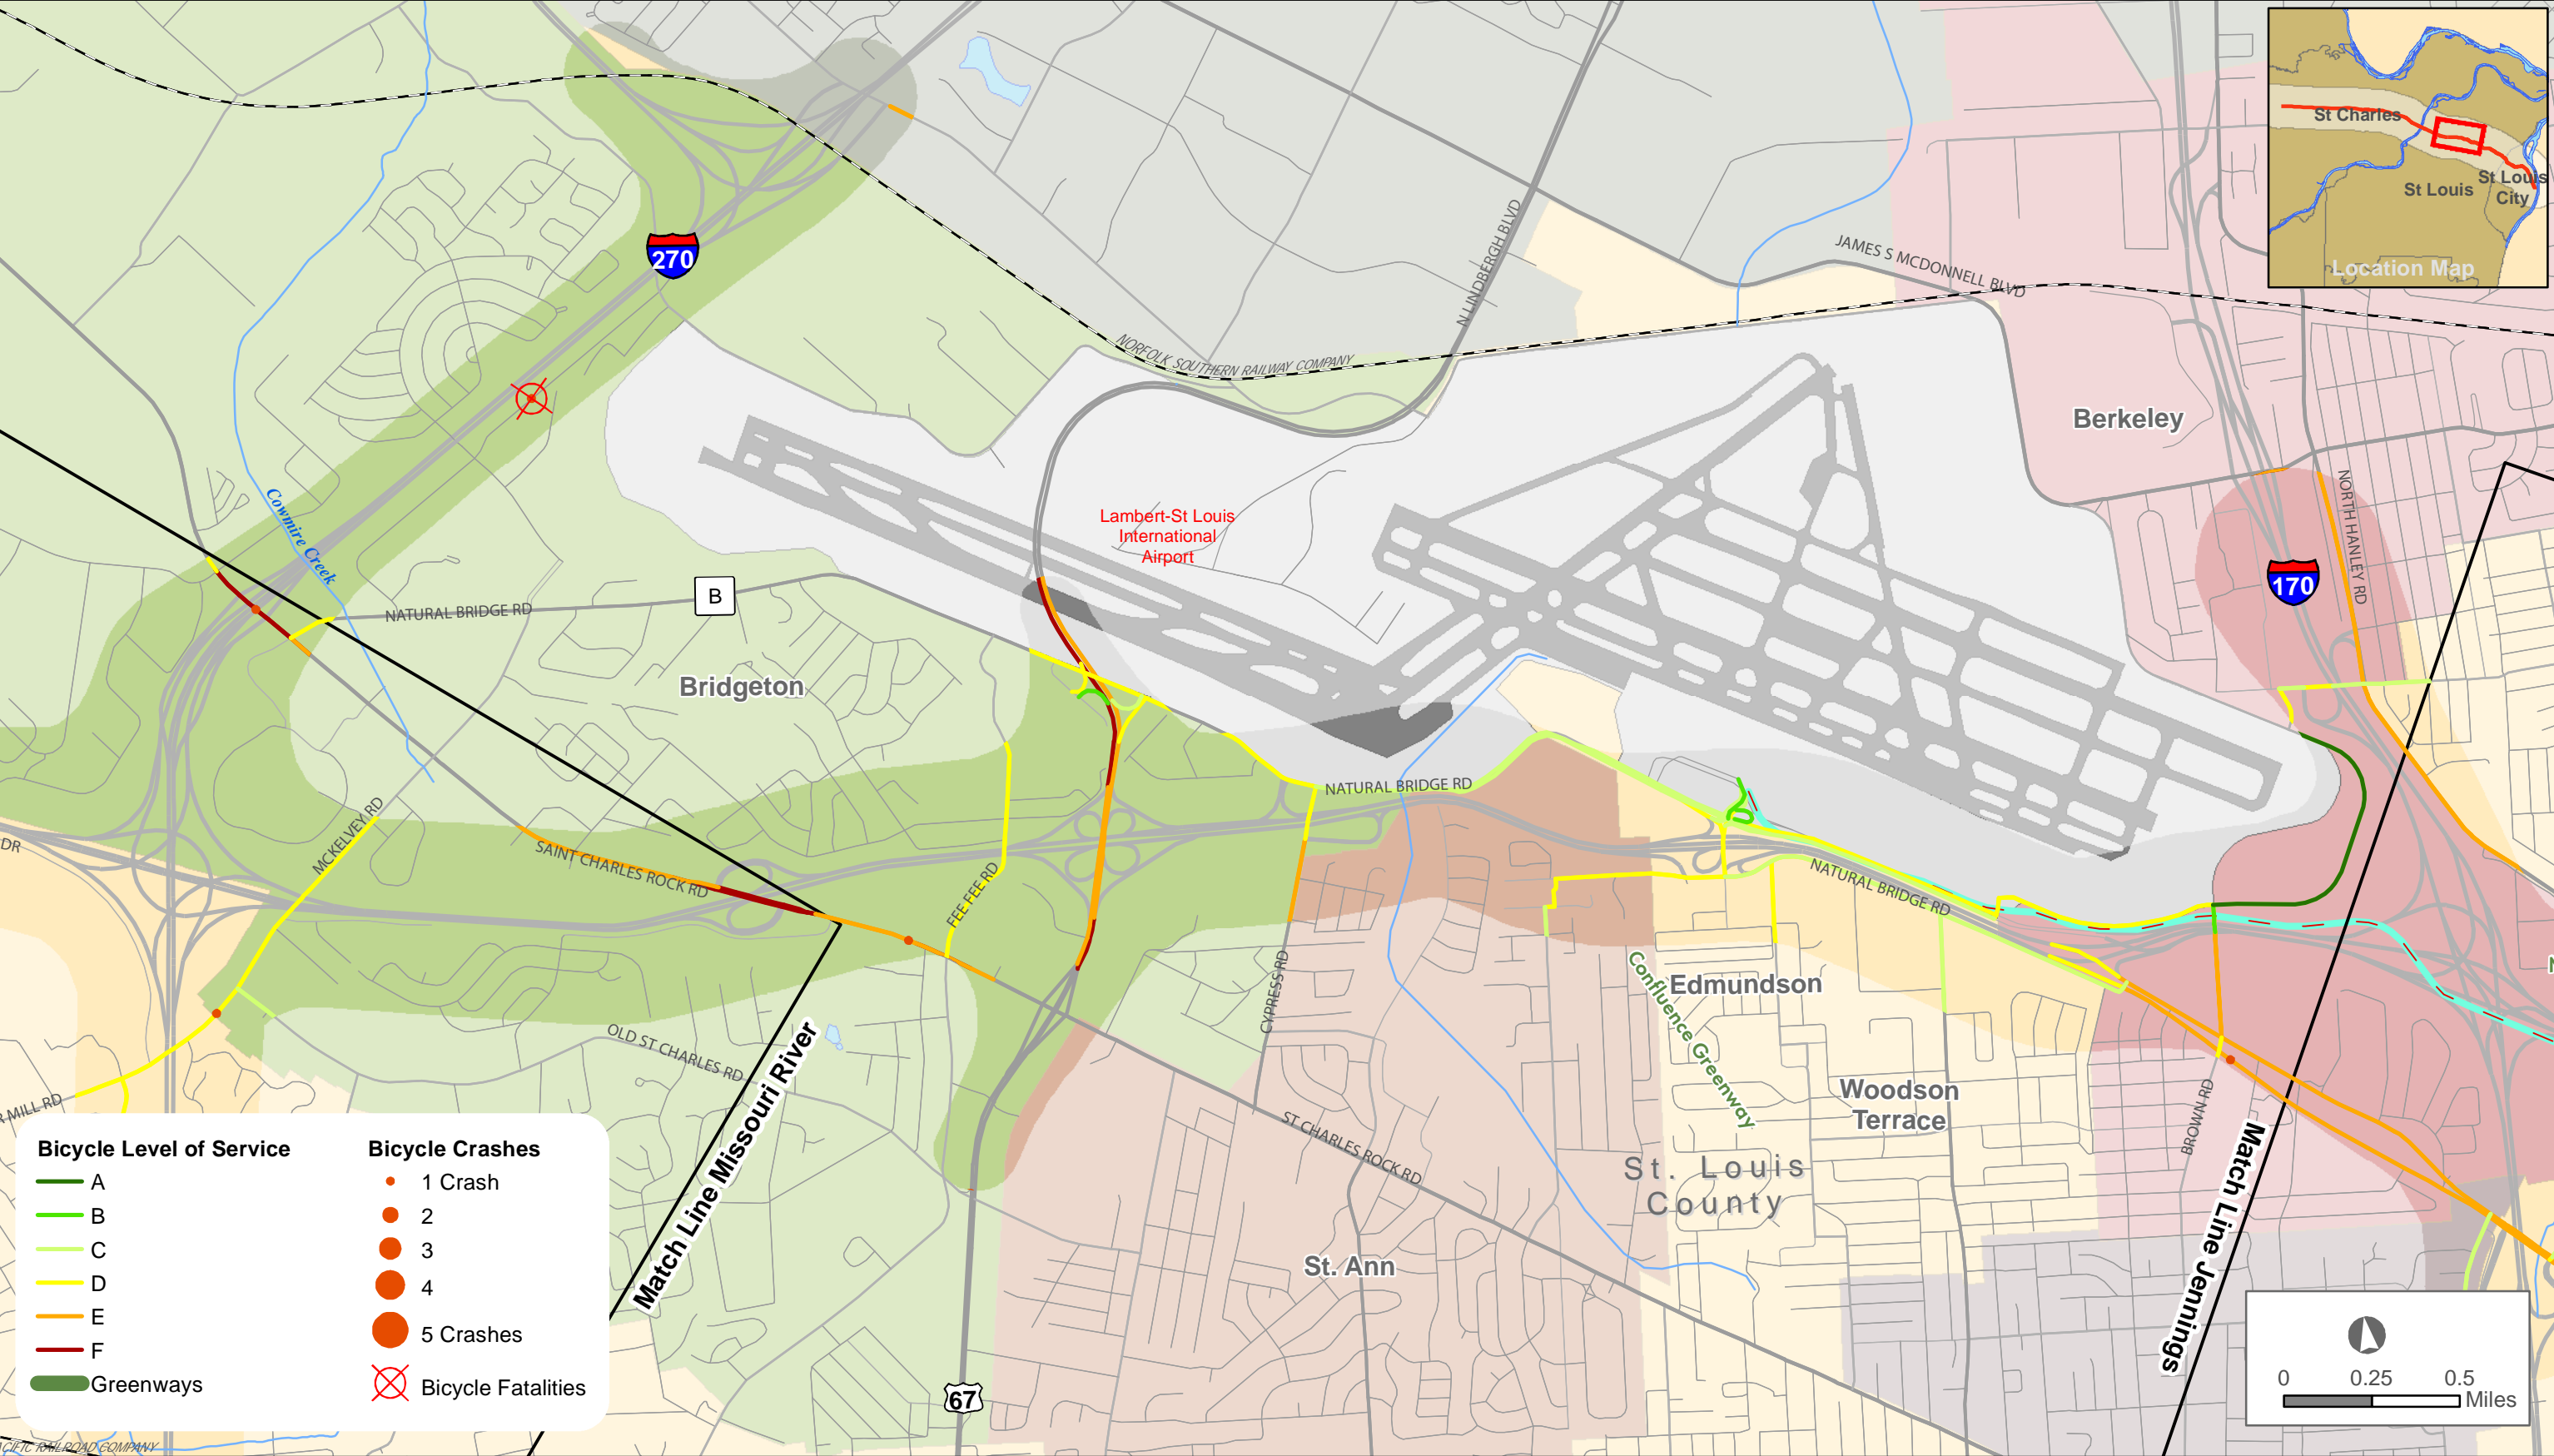 St Charles
St Louis
St Louis
City
Location Map
270
JAMES S MCDONNELL BLVD
N LINDBERGH BLVD
NORFOLK SOUTHERN RAILWAY COMPANY
Berkeley
Cowmire Creek
Lambert-St Louis
International
Airport
NORTH HANLEY RD
170
B
NATURAL BRIDGE RD
Bridgeton
NATURAL BRIDGE RD
MCKELVEY RD
DR
SAINT CHARLES ROCK RD
FEE FEE RD
NATURAL BRIDGE RD
CYPRESS RD
Confluence Greenway
Edmundson
OLD ST CHARLES RD
Match Line Missouri River
MILL RD
Woodson
Terrace
BROWN RD
ST CHARLES ROCK RD
St. Louis
County
Match Line Jennings
St. Ann
67
Bicycle Level of Service
A
B
C
D
E
F
Greenways
Bicycle Crashes
1 Crash
2
3
4
5 Crashes
Bicycle Fatalities
0 0.25 0.5
Miles
RAILROAD COMPANY